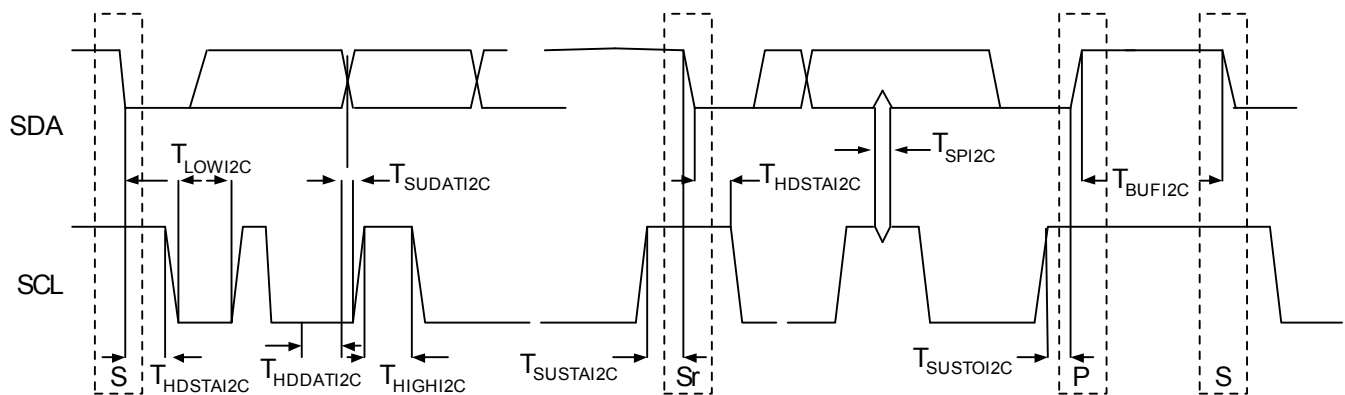 SDA
T_LOWI2C
T_SUDATI2C
T_SPI2C
T_HDSTAI2C
T_BUFI2C
SCL
S
T_HDSTAI2C
T_HDDATI2C
T_HIGHI2C
T_SUSTAI2C
Sr
T_SUSTOI2C
P
S